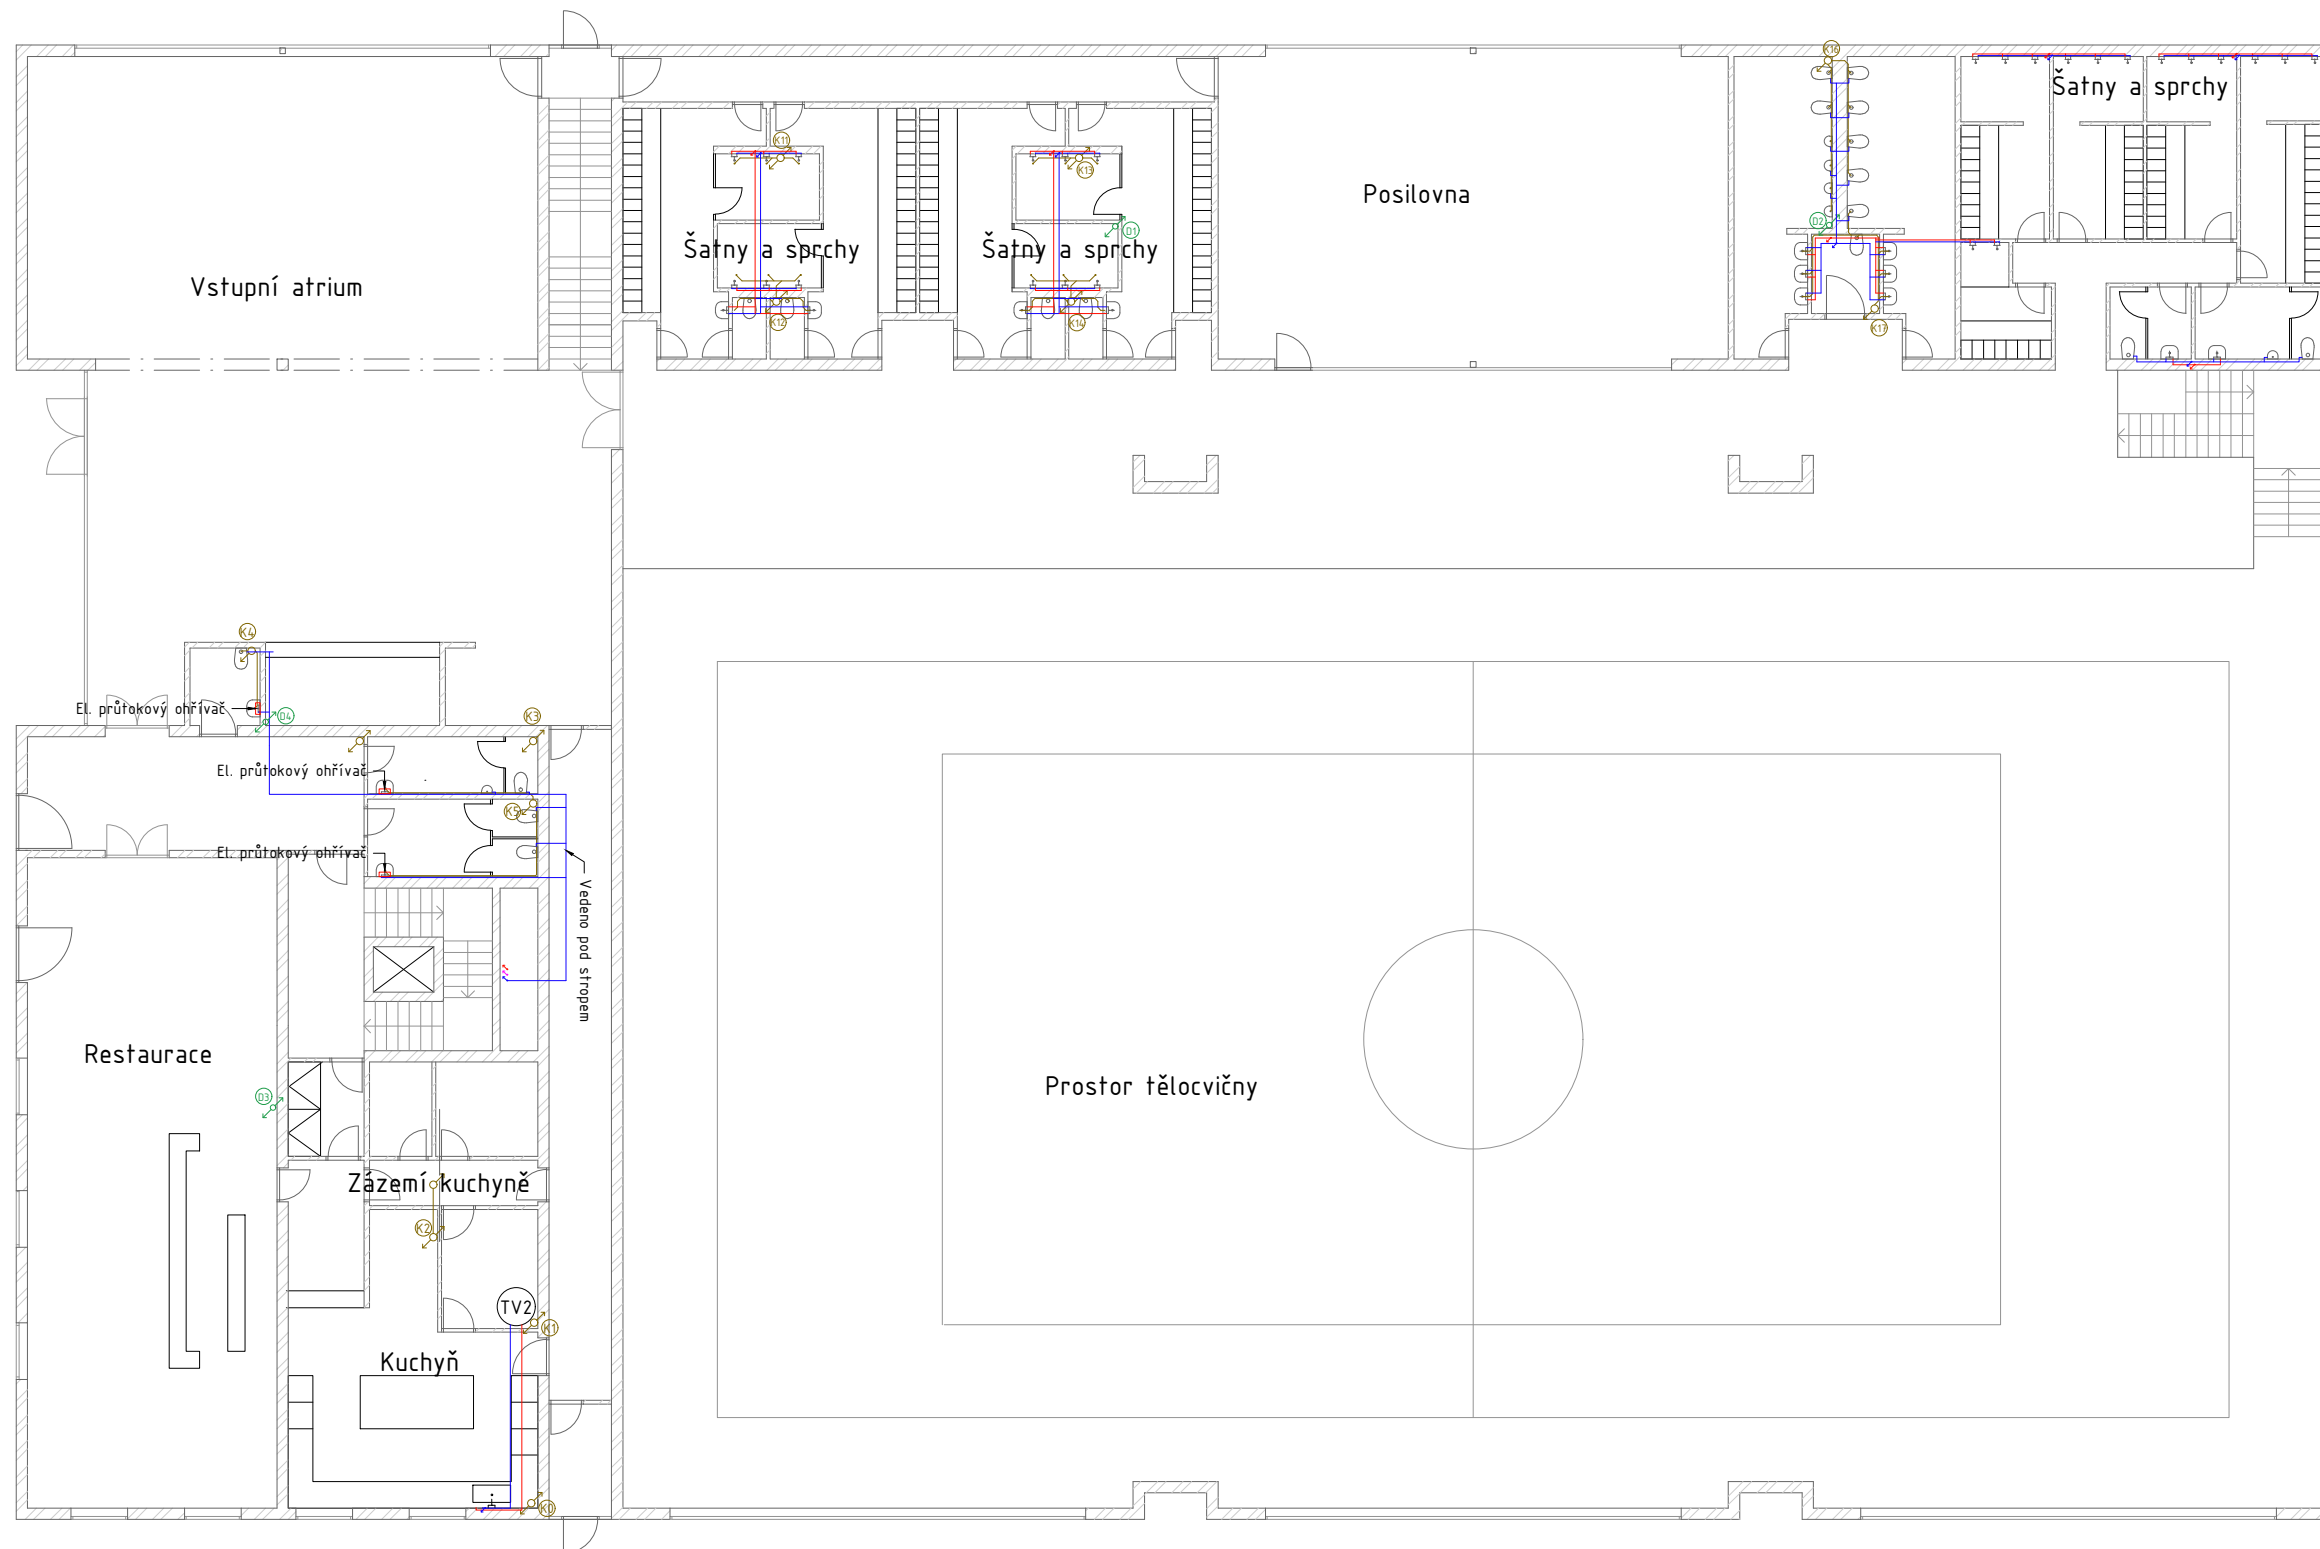 K16
Šatny a sprchy
K11
K13
Posilovna
D2
D1
Šatny a sprchy
Šatny a sprchy
Vstupní atrium
K12
K14
K17
K4
El. průtokový ohřívač
D4
K3
El. průtokový ohřívač
K5
El. průtokový ohřívač
Vedeno pod stropem
Restaurace
D3
Prostor tělocvičny
Zázemí kuchyně
K2
TV2
K1
Kuchyň
K0